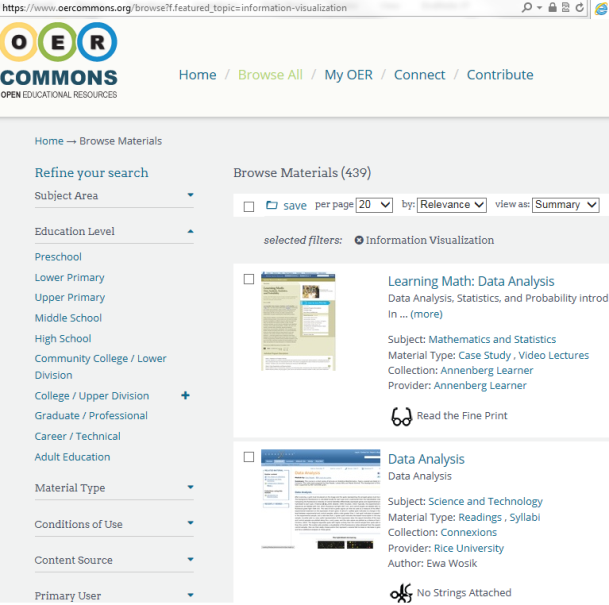 https://www.oercommons.org/browse?f.featured_topic=information-visualization
OER
COMMONS
OPEN EDUCATIONAL RESOURCES
Home / Browse All / My OER / Connect / Contribute
Home → Browse Materials
Refine your search
Subject Area
Education Level
Preschool
Lower Primary
Upper Primary
Middle School
High School
Community College / Lower
Division
College / Upper Division
Graduate / Professional
Career / Technical
Adult Education
Material Type
Conditions of Use
Content Source
Primary User
Browse Materials (439)
save per page 20 by: Relevance view as: Summary
selected filters: Information Visualization
Learning Math: Data Analysis
Data Analysis, Statistics, and Probability introd
In ... (more)
Subject: Mathematics and Statistics
Material Type: Case Study , Video Lectures
Collection: Annenberg Learner
Provider: Annenberg Learner
Read the Fine Print
Data Analysis
Data Analysis
Subject: Science and Technology
Material Type: Readings , Syllabi
Collection: Connexions
Provider: Rice University
Author: Ewa Wosik
No Strings Attached